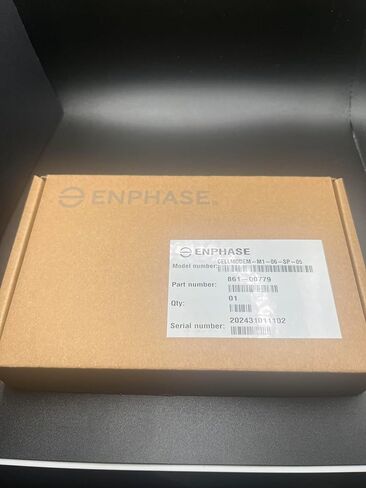 ENPHASE.
ENPHASE
Model number: CELLMODEM-M1-06-SP-05
Part number: 861-00779
Qty: 01
Serial number: 202431011102